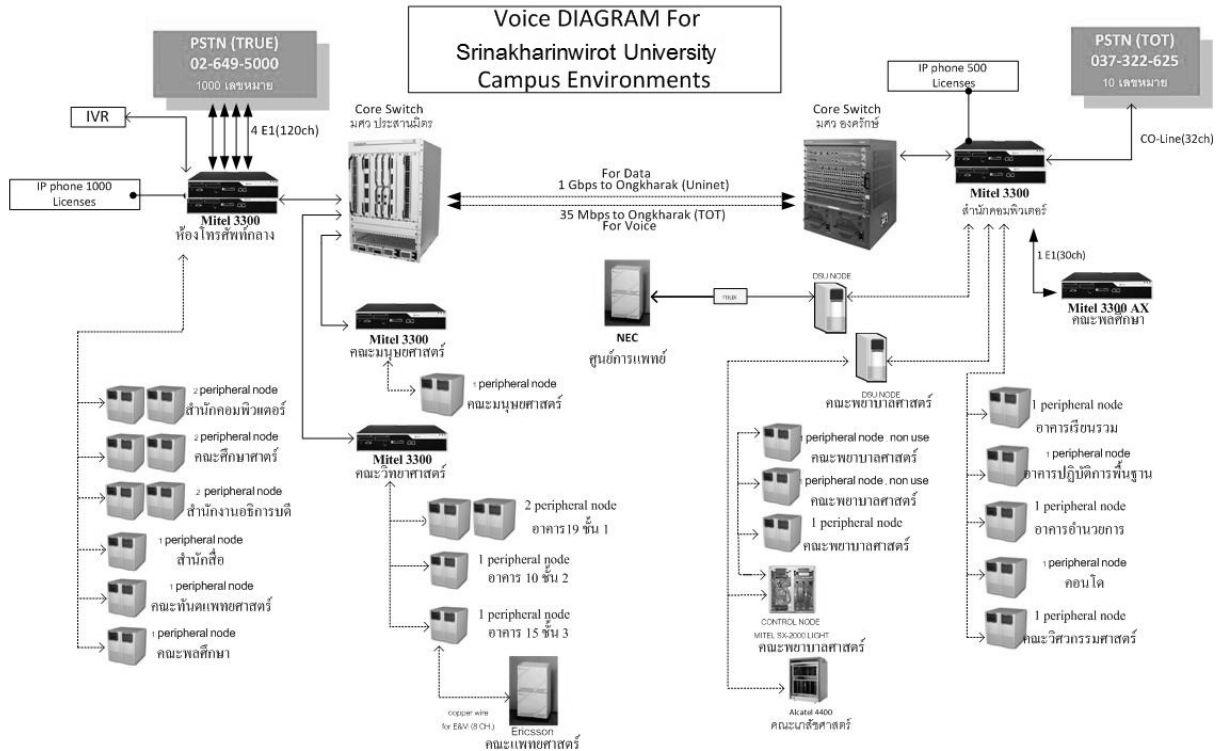 Voice DIAGRAM For
Srinakharinwirot University
Campus Environments
PSTN (TRUE)
02-649-5000
1000 เลขหมาย
IVR
4 E1(120ch)
IP phone 1000
Licenses
Mitel 3300
ห้องโทรศัพท์กลาง
Core Switch
มศว ประสานมิตร
For Data
1 Gbps to Ongkharak (Uninet)
35 Mbps to Ongkharak (TOT)
For Voice
Core Switch
มศว องครักษ์
IP phone 500
Licenses
PSTN (TOT)
037-322-625
10 เลขหมาย
CO-Line(32ch)
Mitel 3300
สำนักคอมพิวเตอร์
1 E1(30ch)
Mitel 3300 AX
คณะพลศึกษา
DSU NODE
mux
NEC
ศูนย์การแพทย์
DSU NODE
คณะพยาบาลศาสตร์
Mitel 3300
คณะมนุษยศาสตร์
1 peripheral node
คณะมนุษยศาสตร์
Mitel 3300
คณะวิทยาศาสตร์
2 peripheral node
สำนักคอมพิวแตอร์
2 peripheral node
คณะศึกษาศาตร์
2 peripheral node
สำนักงานอธิการบดี
1 peripheral node
สำนักสื่อ
1 peripheral node
คณะทันตแพทยศาสตร์
1 peripheral node
คณะพลศึกษา
2 peripheral node
อาคาร19 ชั้น 1
1 peripheral node
อาคาร 10 ชั้น 2
1 peripheral node
อาคาร 15 ชั้น 3
copper wire
for E&M (8 CH.)
Ericsson
คณะแพทยศาสตร์
1 peripheral node . non use
คณะพยาบาลศาสตร์
1 peripheral node . non use
คณะพยาบาลศาสตร์
1 peripheral node
คณะพยาบาลศาสตร์
CONTROL NODE
MITEL SX-2000 LIGHT
คณะพยาบาลศาสตร์
Alcatel 4400
คณะเภสัชศาสตร์
1 peripheral node
อาคารเรียนรวม
1 peripheral node
อาคารปฏิบัติการพื้นฐาน
1 peripheral node
อาคารอำนวยการ
1 peripheral node
คอนโด
1 peripheral node
คณะวิศวกรรมศาสตร์